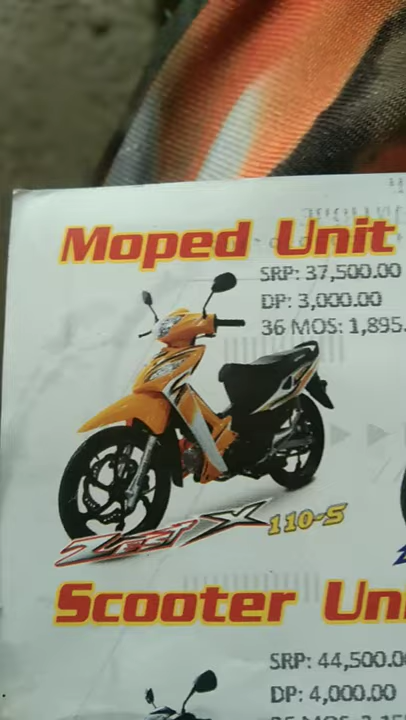 Moped Unit
SRP: 37,500.00
DP: 3,000.00
36 MOS: 1,895.
ZEST X 110-S
Scooter Un
SRP: 44,500.0
DP: 4,000.00